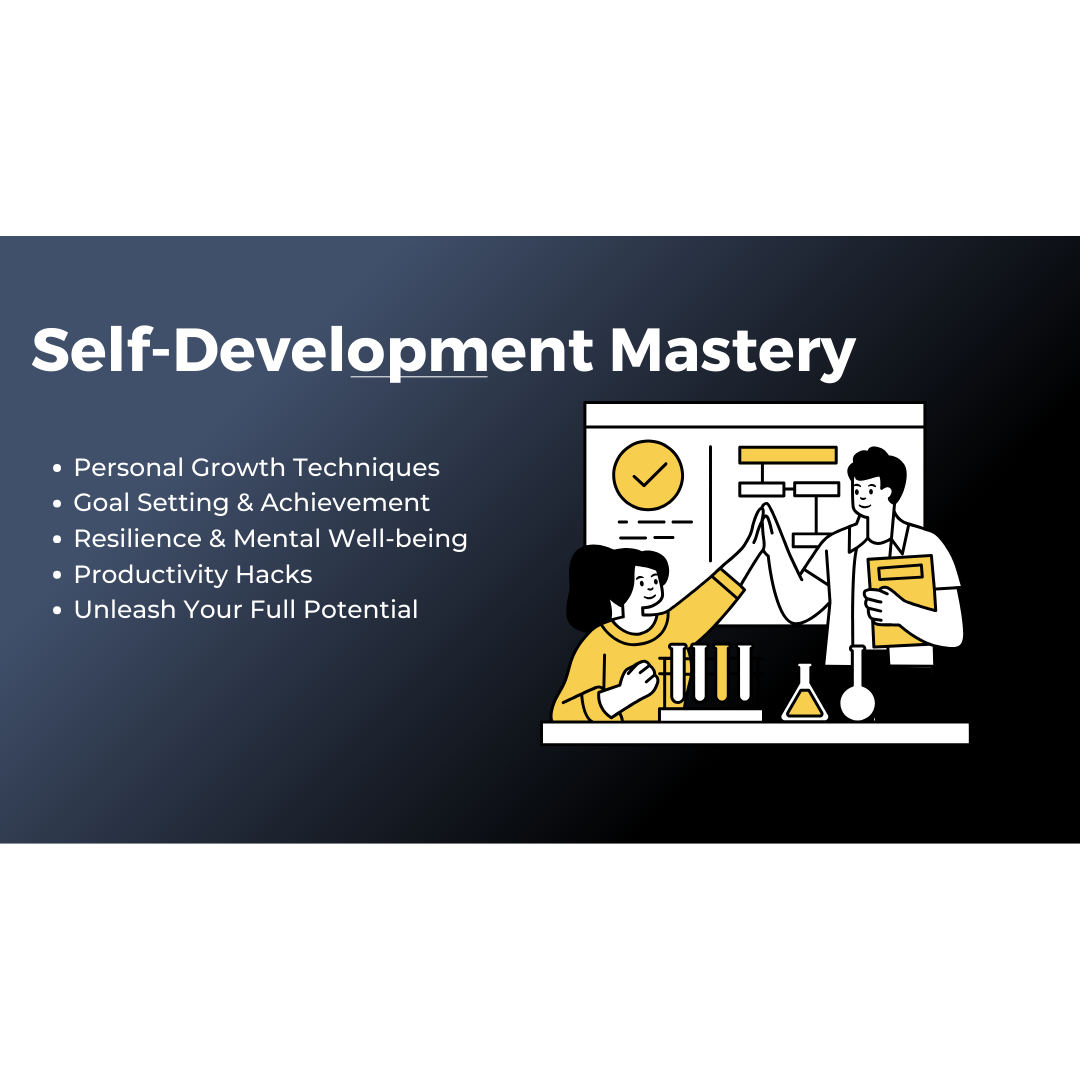 Self-Development Mastery
• Personal Growth Techniques
• Goal Setting & Achievement
• Resilience & Mental Well-being
• Productivity Hacks
• Unleash Your Full Potential